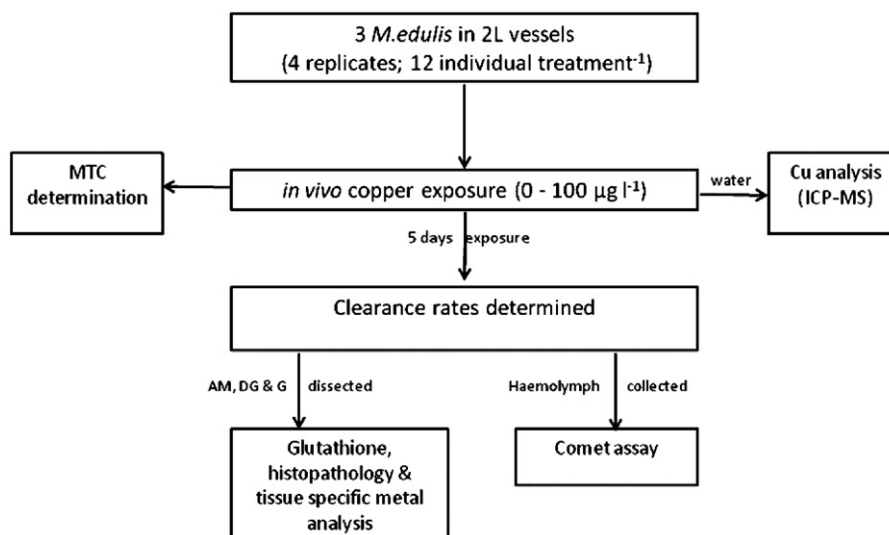 3 M.edulis in 2L vessels
(4 replicates; 12 individual treatment⁻¹)
MTC
determination
in vivo copper exposure (0 - 100 µg l⁻¹)
water
Cu analysis
(ICP-MS)
5 days exposure
Clearance rates determined
AM, DG & G dissected
Haemolymph collected
Glutathione,
histopathology &
tissue specific metal
analysis
Comet assay